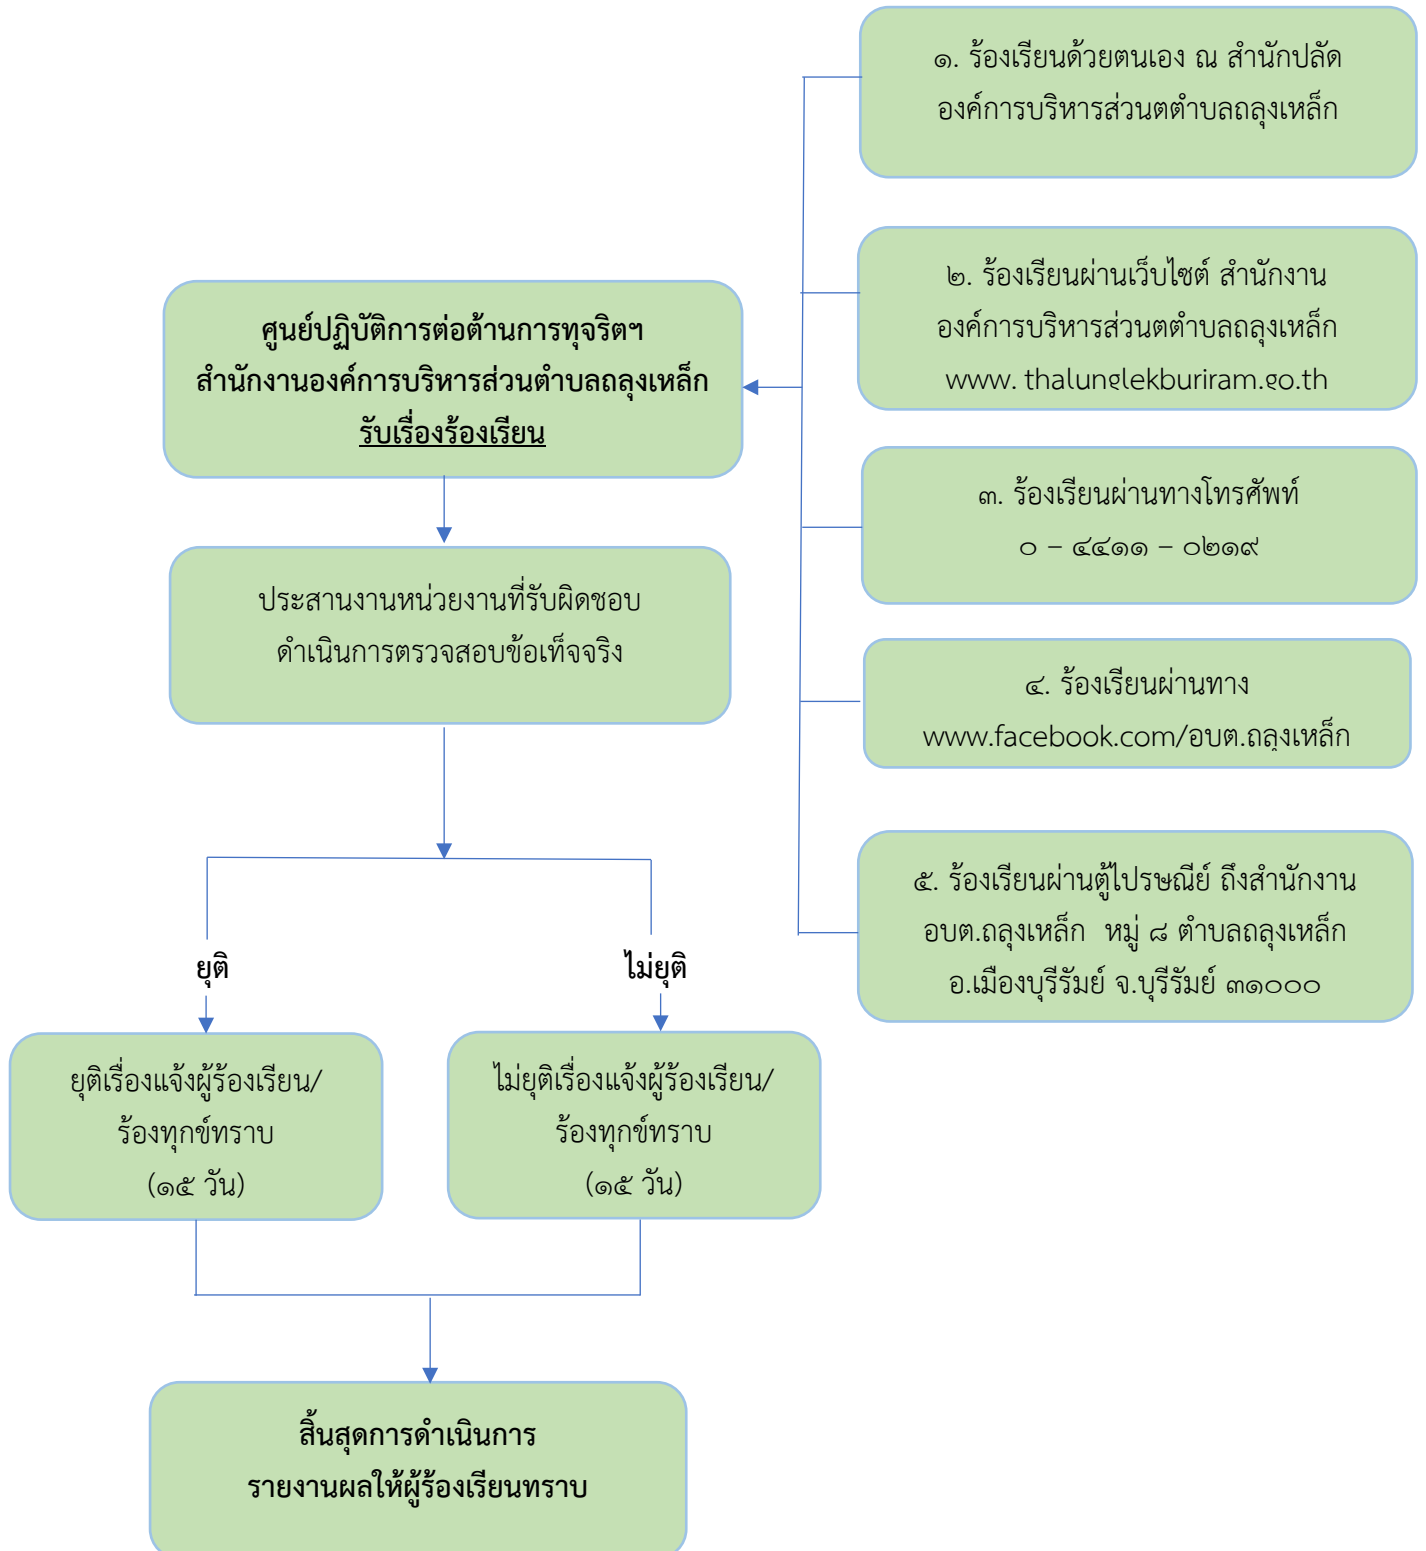 ๑. ร้องเรียนด้วยตนเอง ณ สำนักปลัด
องค์การบริหารส่วนตตำบลถลุงเหล็ก
๒. ร้องเรียนผ่านเว็บไซต์ สำนักงาน
องค์การบริหารส่วนตตำบลถลุงเหล็ก
www. thalunglekburiram.go.th
ศูนย์ปฏิบัติการต่อต้านการทุจริตฯ
สำนักงานองค์การบริหารส่วนตำบลถลุงเหล็ก
รับเรื่องร้องเรียน
๓. ร้องเรียนผ่านทางโทรศัพท์
๐ – ๔๔๑๑ – ๐๒๑๙
ประสานงานหน่วยงานที่รับผิดชอบ
ดำเนินการตรวจสอบข้อเท็จจริง
๔. ร้องเรียนผ่านทาง
www.facebook.com/อบต.ถลุงเหล็ก
๕. ร้องเรียนผ่านตู้ไปรษณีย์ ถึงสำนักงาน
อบต.ถลุงเหล็ก หมู่ ๘ ตำบลถลุงเหล็ก
อ.เมืองบุรีรัมย์ จ.บุรีรัมย์ ๓๑๐๐๐
ยุติ
ไม่ยุติ
ยุติเรื่องแจ้งผู้ร้องเรียน/
ร้องทุกข์ทราบ
(๑๕ วัน)
ไม่ยุติเรื่องแจ้งผู้ร้องเรียน/
ร้องทุกข์ทราบ
(๑๕ วัน)
สิ้นสุดการดำเนินการ
รายงานผลให้ผู้ร้องเรียนทราบ